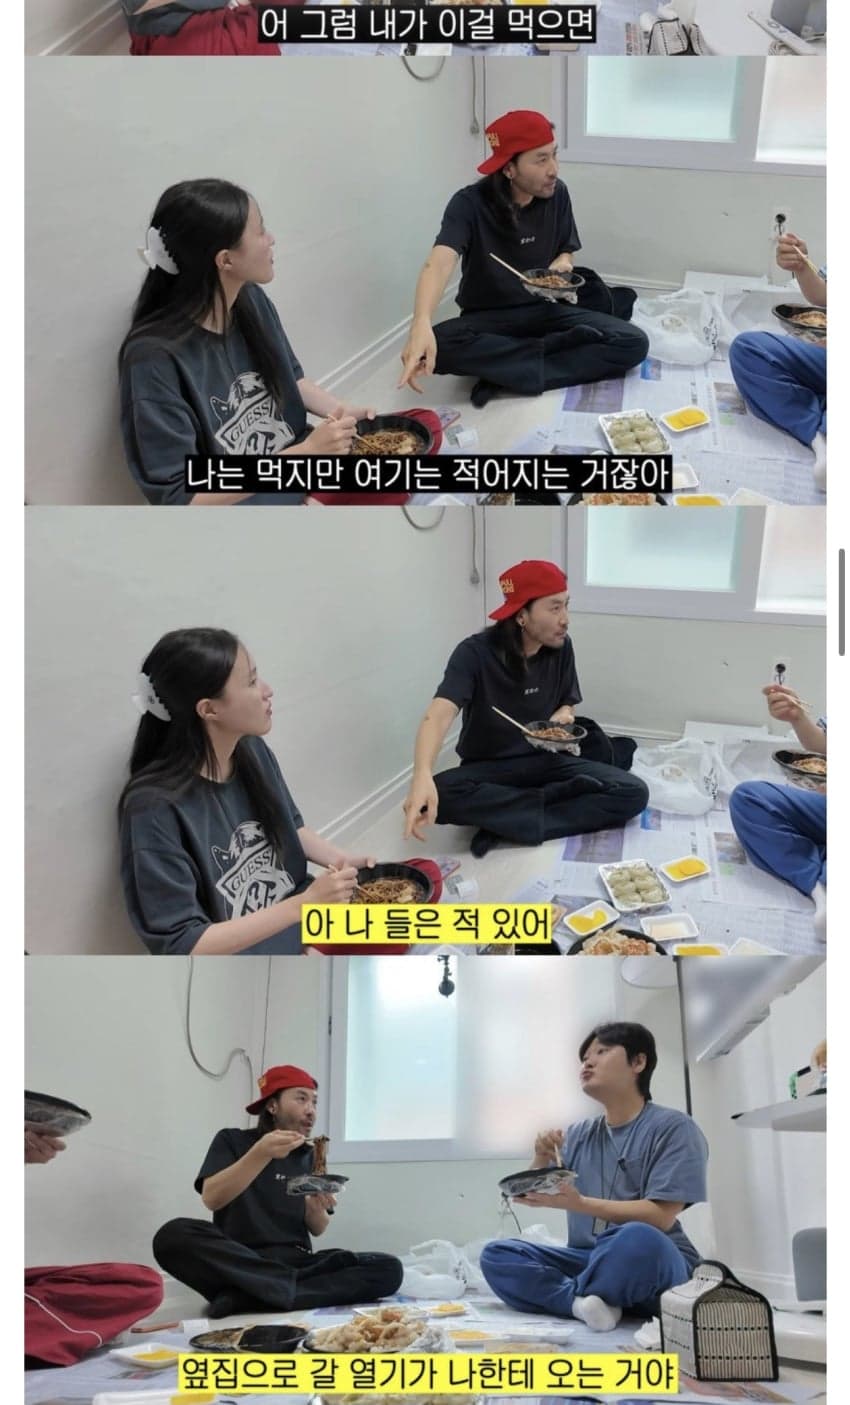 어 그럼 내가 이걸 먹으면
GUESS
나는 먹지만 여기는 적어지는 거잖아
GUESS
아 나 들은 적 있어
옆집으로 갈 열기가 나한테 오는 거야